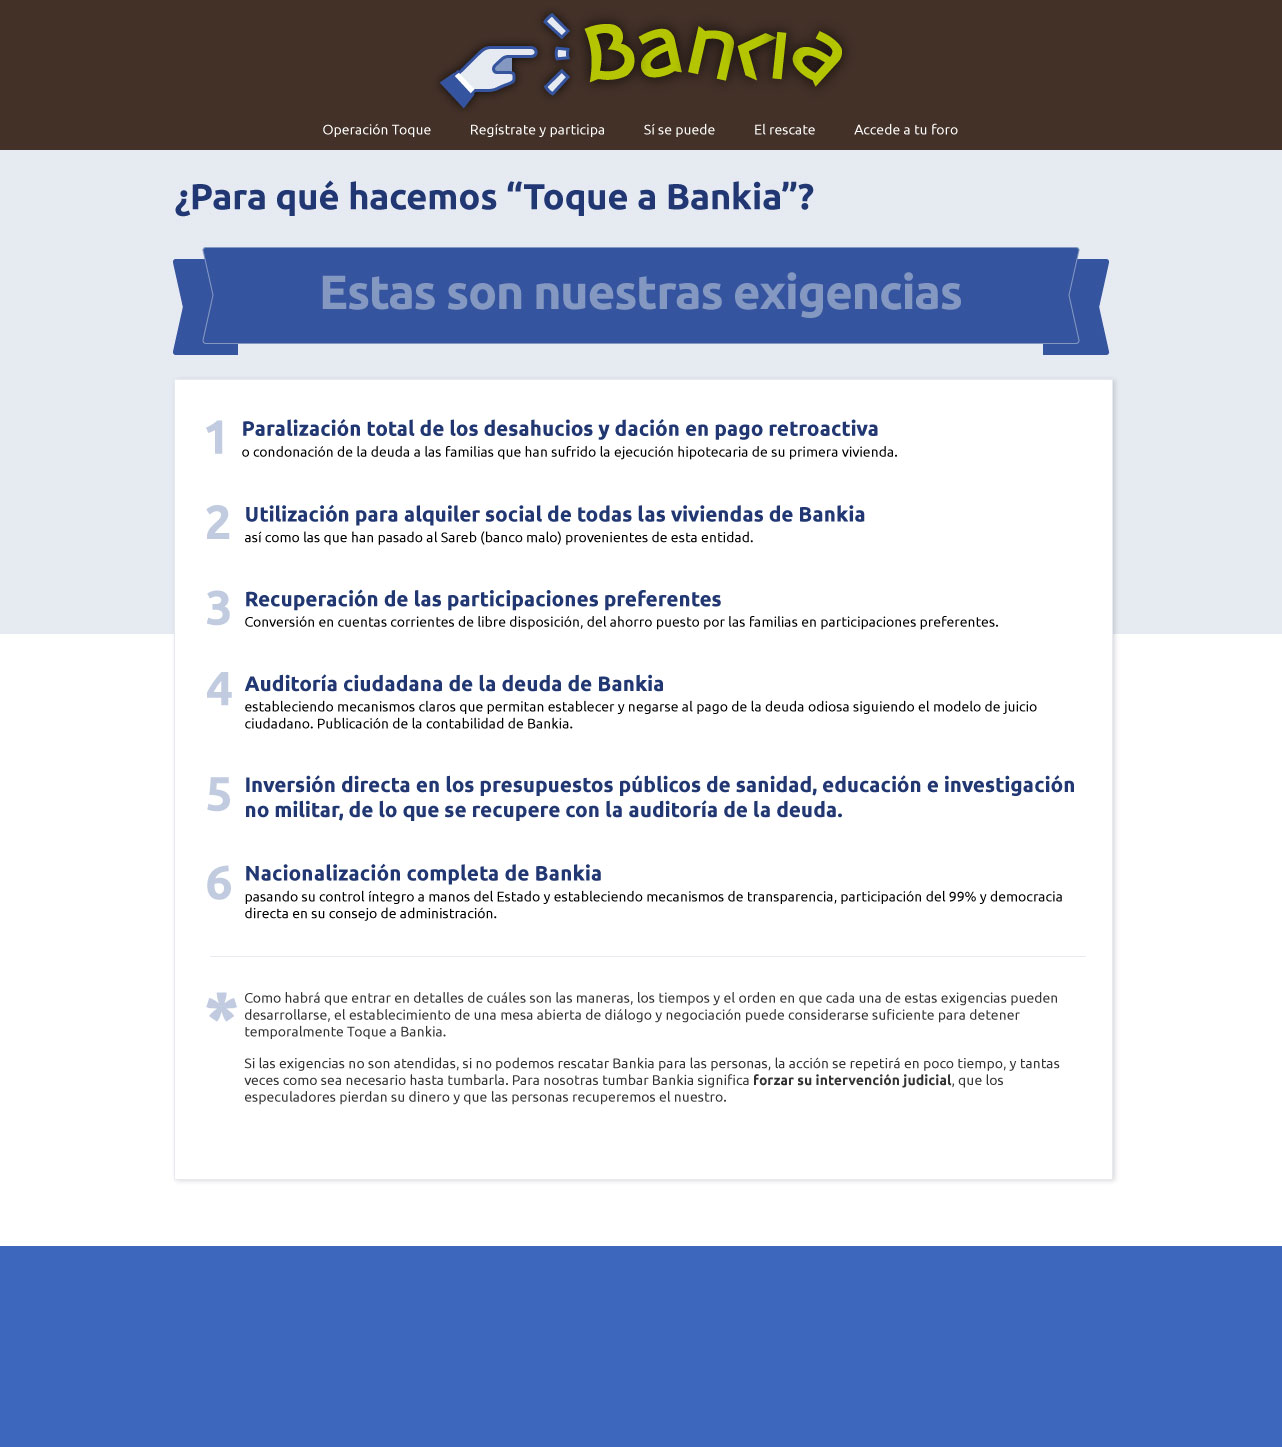 Bankia
Operación Toque
Regístrate y participa
Sí se puede
El rescate
Accede a tu foro
¿Para qué hacemos “Toque a Bankia”?
Estas son nuestras exigencias
1
Paralización total de los desahucios y dación en pago retroactiva
o condonación de la deuda a las familias que han sufrido la ejecución hipotecaria de su primera vivienda.
2
Utilización para alquiler social de todas las viviendas de Bankia
así como las que han pasado al Sareb (banco malo) provenientes de esta entidad.
3
Recuperación de las participaciones preferentes
Conversión en cuentas corrientes de libre disposición, del ahorro puesto por las familias en participaciones preferentes.
4
Auditoría ciudadana de la deuda de Bankia
estableciendo mecanismos claros que permitan establecer y negarse al pago de la deuda odiosa siguiendo el modelo de juicio
ciudadano. Publicación de la contabilidad de Bankia.
5
Inversión directa en los presupuestos públicos de sanidad, educación e investigación
no militar, de lo que se recupere con la auditoría de la deuda.
6
Nacionalización completa de Bankia
pasando su control íntegro a manos del Estado y estableciendo mecanismos de transparencia, participación del 99% y democracia
directa en su consejo de administración.
*
Como habrá que entrar en detalles de cuáles son las maneras, los tiempos y el orden en que cada una de estas exigencias pueden
desarrollarse, el establecimiento de una mesa abierta de diálogo y negociación puede considerarse suficiente para detener
temporalmente Toque a Bankia.
Si las exigencias no son atendidas, si no podemos rescatar Bankia para las personas, la acción se repetirá en poco tiempo, y tantas
veces como sea necesario hasta tumbarla. Para nosotras tumbar Bankia significa forzar su intervención judicial, que los
especuladores pierdan su dinero y que las personas recuperemos el nuestro.